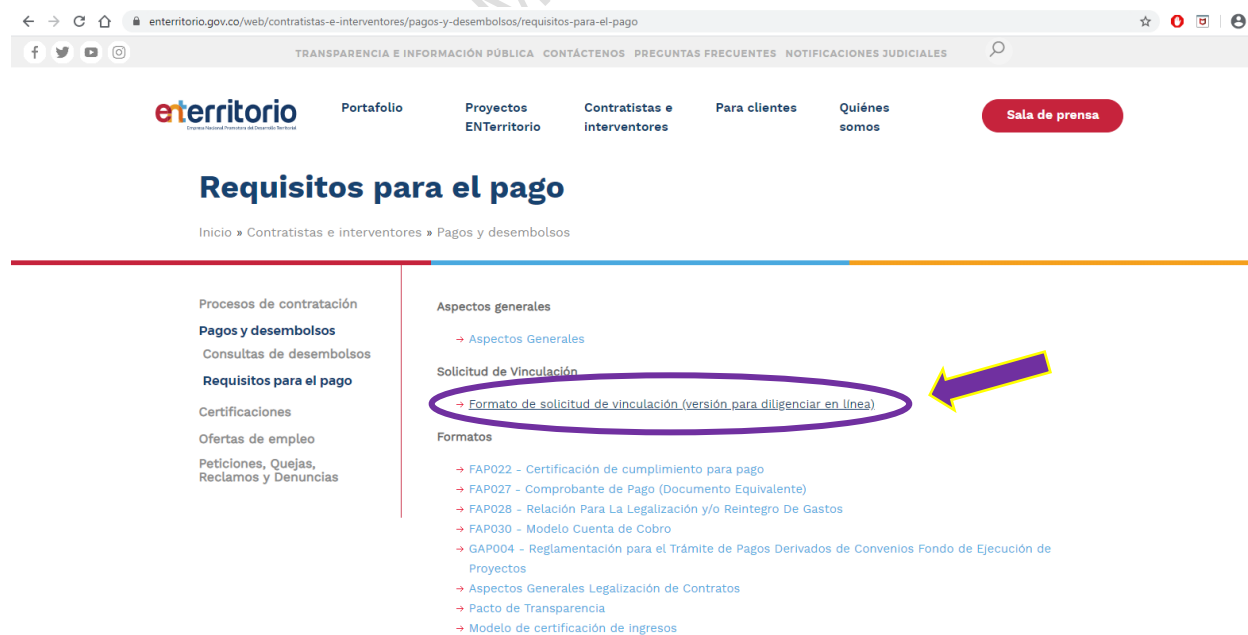 enterritorio.gov.co/web/contratistas-e-interventores/pagos-y-desembolsos/requisitos-para-el-pago
TRANSPARENCIA E INFORMACIÓN PÚBLICA CONTÁCTENOS PREGUNTAS FRECUENTES NOTIFICACIONES JUDICIALES
enterritorio
Empresa Nacional Promotora del Desarrollo Territorial
Portafolio
Proyectos
ENTerritorio
Contratistas e
interventores
Para clientes
Quiénes
somos
Sala de prensa
Requisitos para el pago
Inicio » Contratistas e interventores » Pagos y desembolsos
Procesos de contratación
Pagos y desembolsos
Consultas de desembolsos
Requisitos para el pago
Certificaciones
Ofertas de empleo
Peticiones, Quejas,
Reclamos y Denuncias
Aspectos generales
→ Aspectos Generales
Solicitud de Vinculación
→ Formato de solicitud de vinculación (versión para diligenciar en línea)
Formatos
→ FAP022 - Certificación de cumplimiento para pago
→ FAP027 - Comprobante de Pago (Documento Equivalente)
→ FAP028 - Relación Para La Legalización y/o Reintegro De Gastos
→ FAP030 - Modelo Cuenta de Cobro
→ GAP004 - Reglamentación para el Trámite de Pagos Derivados de Convenios Fondo de Ejecución de
Proyectos
→ Aspectos Generales Legalización de Contratos
→ Pacto de Transparencia
→ Modelo de certificación de ingresos